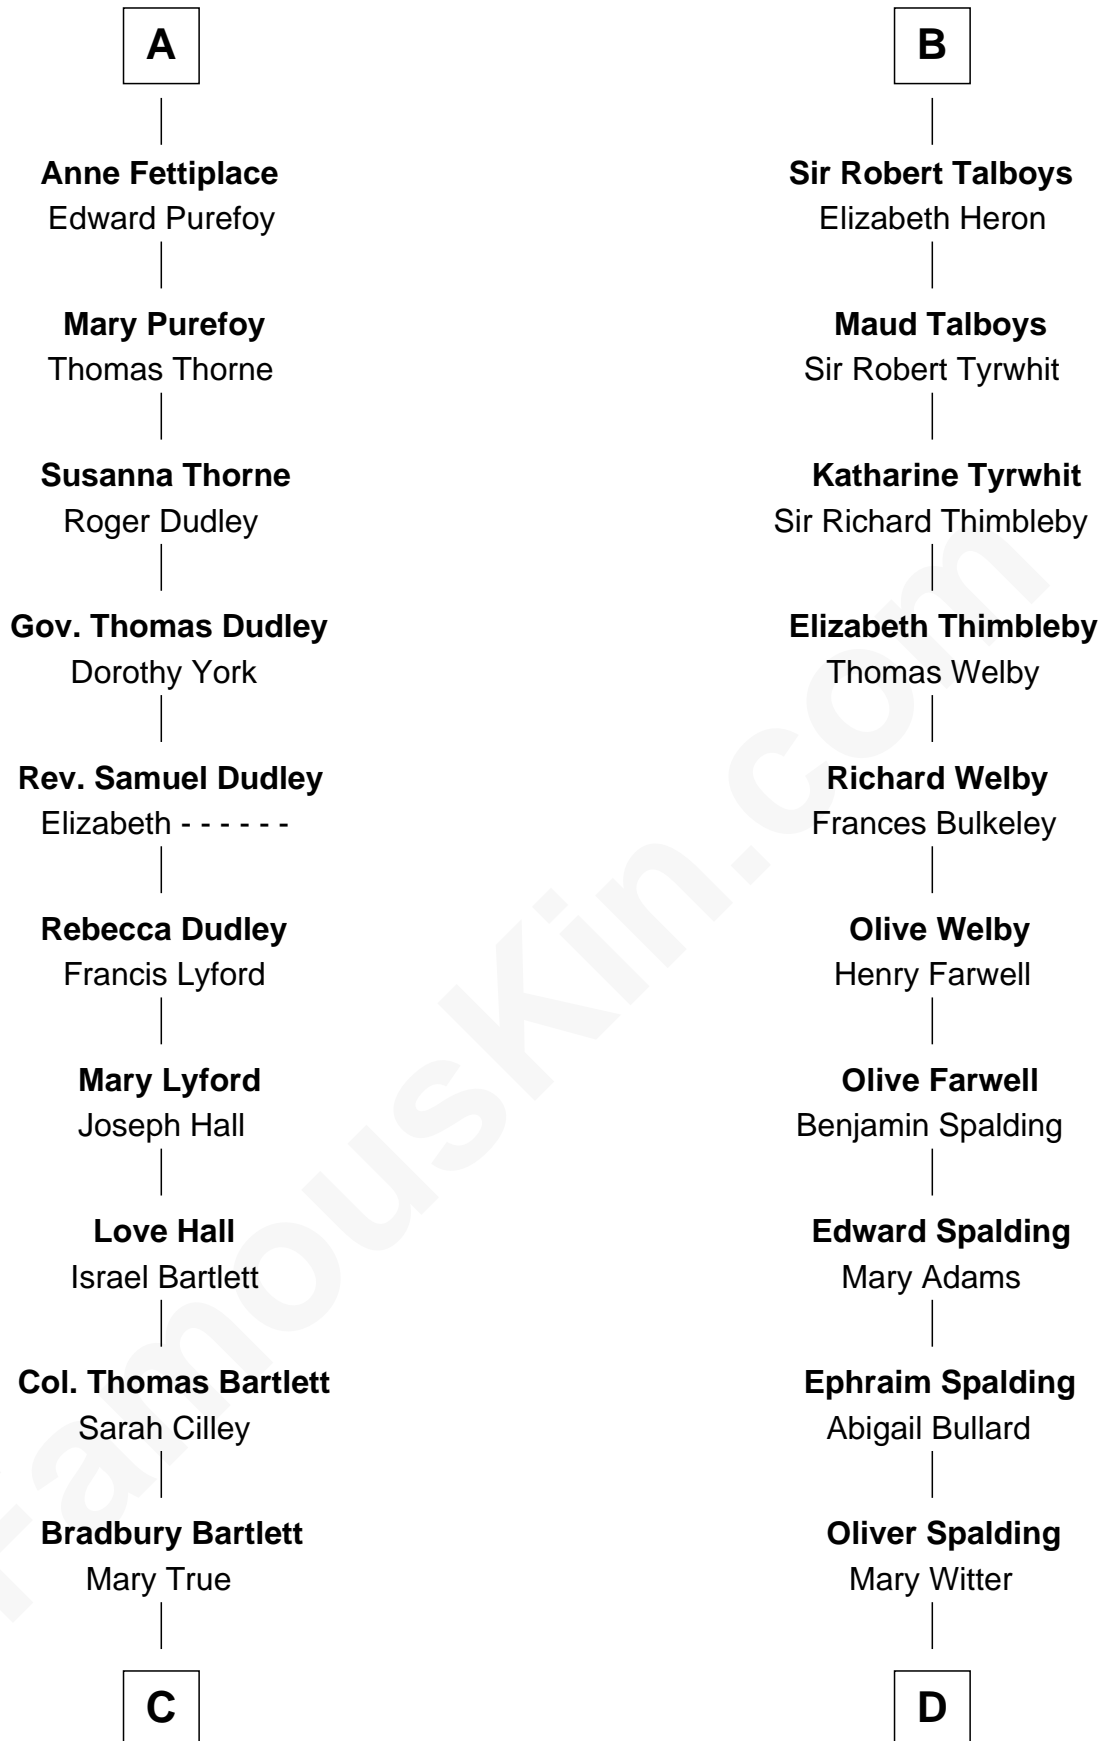 A
Anne Fettiplace
Edward Purefoy
Mary Purefoy
Thomas Thorne
Susanna Thorne
Roger Dudley
Gov. Thomas Dudley
Dorothy York
Rev. Samuel Dudley
Elizabeth - - - - - -
Rebecca Dudley
Francis Lyford
Mary Lyford
Joseph Hall
Love Hall
Israel Bartlett
Col. Thomas Bartlett
Sarah Cilley
Bradbury Bartlett
Mary True
C
B
Sir Robert Talboys
Elizabeth Heron
Maud Talboys
Sir Robert Tyrwhit
Katharine Tyrwhit
Sir Richard Thimbleby
Elizabeth Thimbleby
Thomas Welby
Richard Welby
Frances Bulkeley
Olive Welby
Henry Farwell
Olive Farwell
Benjamin Spalding
Edward Spalding
Mary Adams
Ephraim Spalding
Abigail Bullard
Oliver Spalding
Mary Witter
D
FamousKin.com